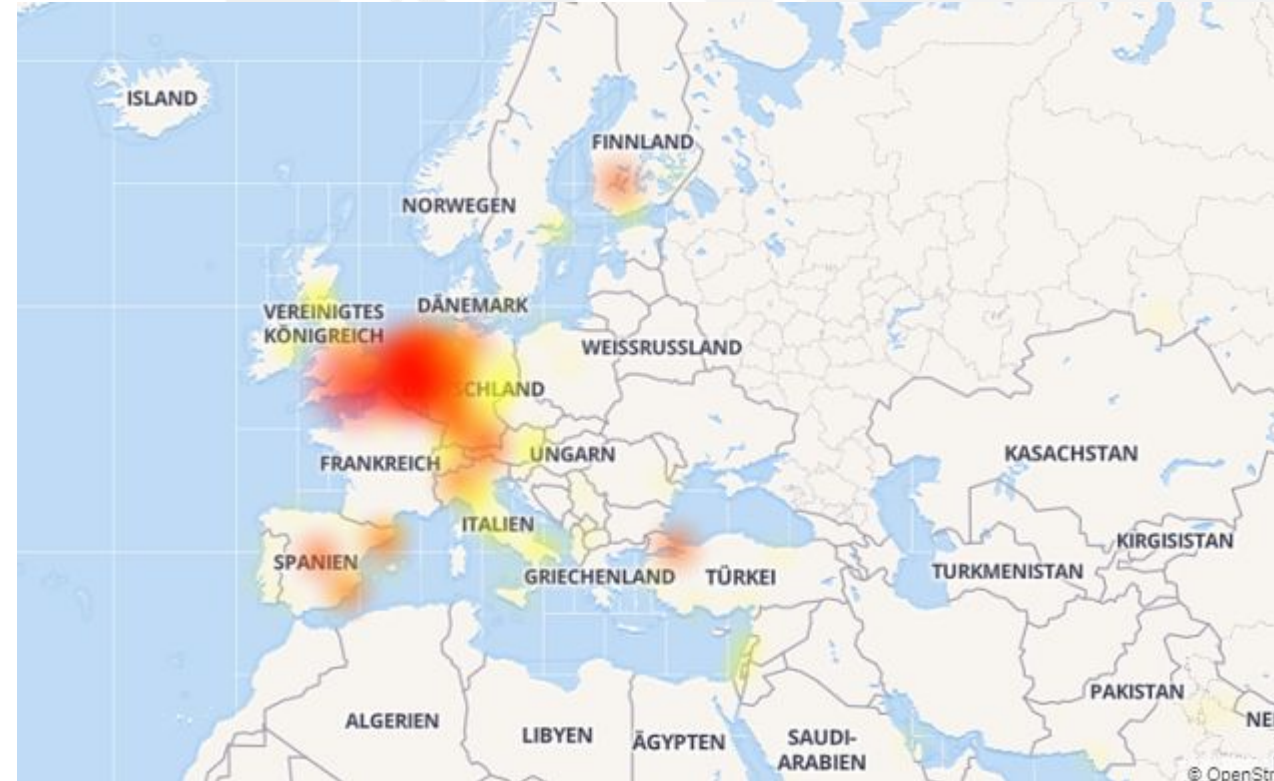 ISLAND
FINNLAND
NORWEGEN
VEREINIGTES
KÖNIGREICH
DÄNEMARK
WEISSRUSSLAND
SCHLAND
FRANKREICH
UNGARN
KASACHSTAN
ITALIEN
SPANIEN
GRIECHENLAND
TÜRKEI
KIRGISISTAN
TURKMENISTAN
PAKISTAN
NE
ALGERIEN
LIBYEN
ÄGYPTEN
SAUDI-
ARABIEN
© OpenStr